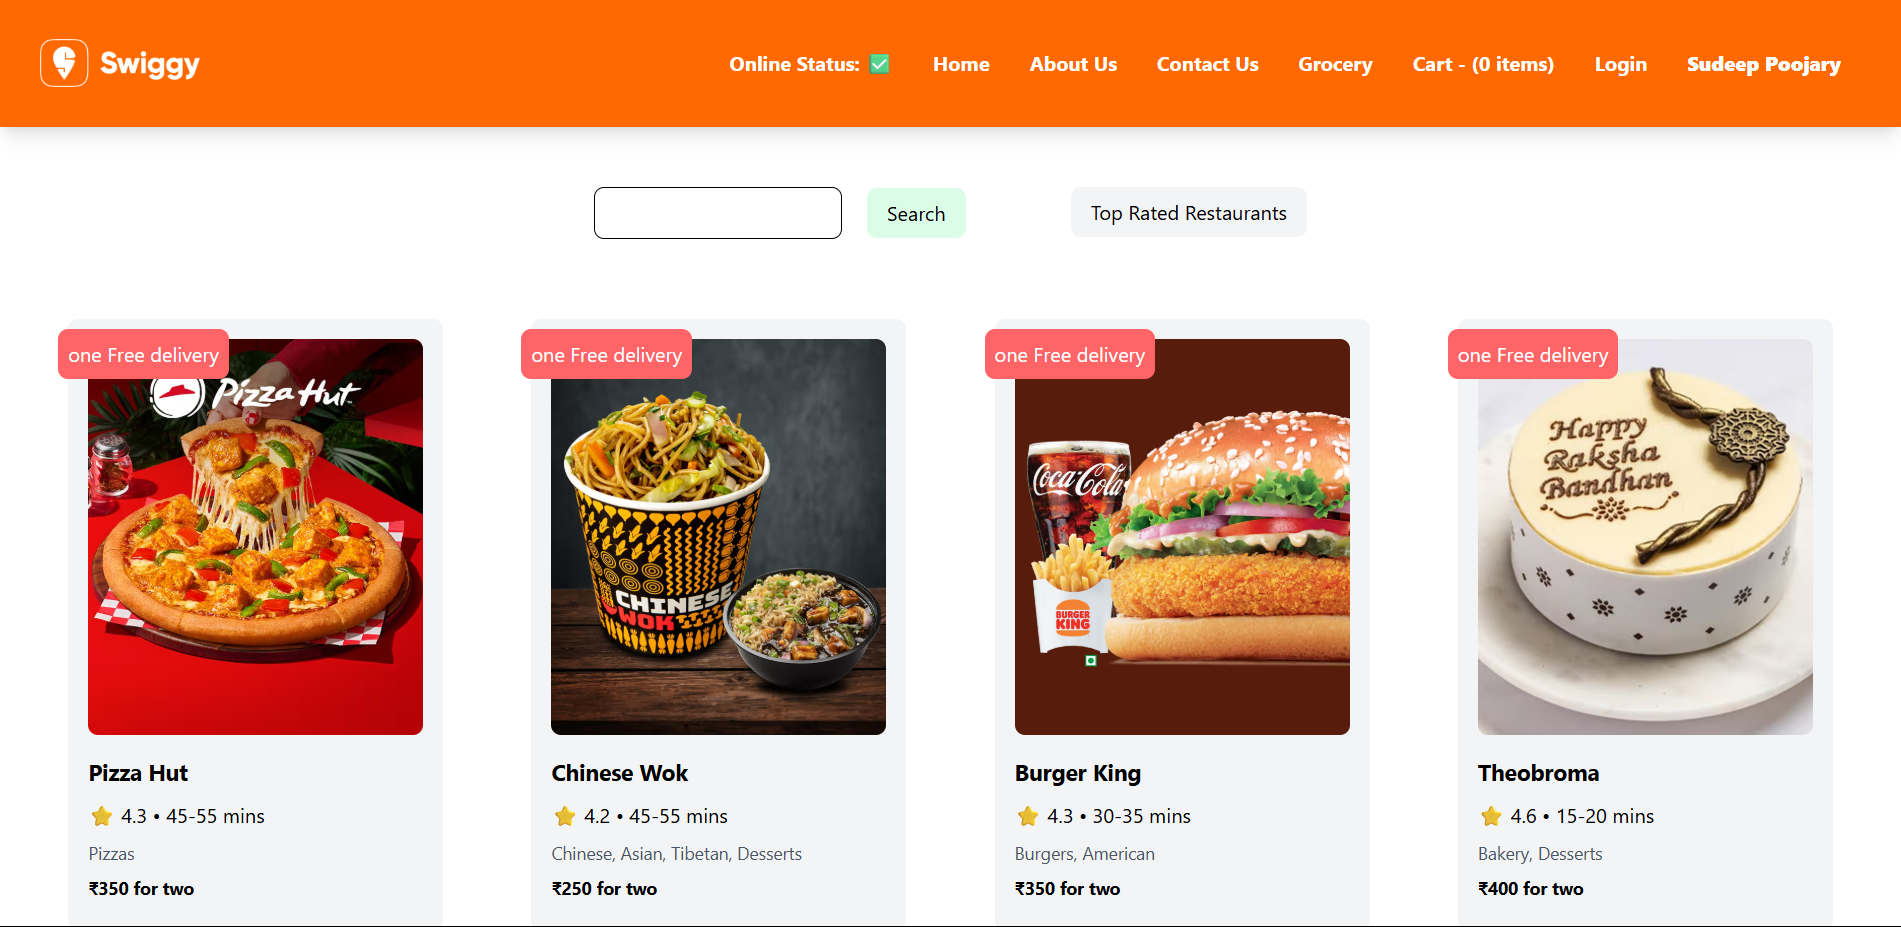 Swiggy
Online Status: ✅ Home About Us Contact Us Grocery Cart - (0 items) Login Sudeep Poojary
Search Top Rated Restaurants
one Free delivery
Pizza Hut
Pizza Hut
⭐ 4.3 • 45-55 mins
Pizzas
₹350 for two
one Free delivery
CHINESE
WOK
Chinese Wok
⭐ 4.2 • 45-55 mins
Chinese, Asian, Tibetan, Desserts
₹250 for two
one Free delivery
Coca-Cola
BURGER
KING
Burger King
⭐ 4.3 • 30-35 mins
Burgers, American
₹350 for two
one Free delivery
Happy
Raksha
Bandhan
Theobroma
⭐ 4.6 • 15-20 mins
Bakery, Desserts
₹400 for two